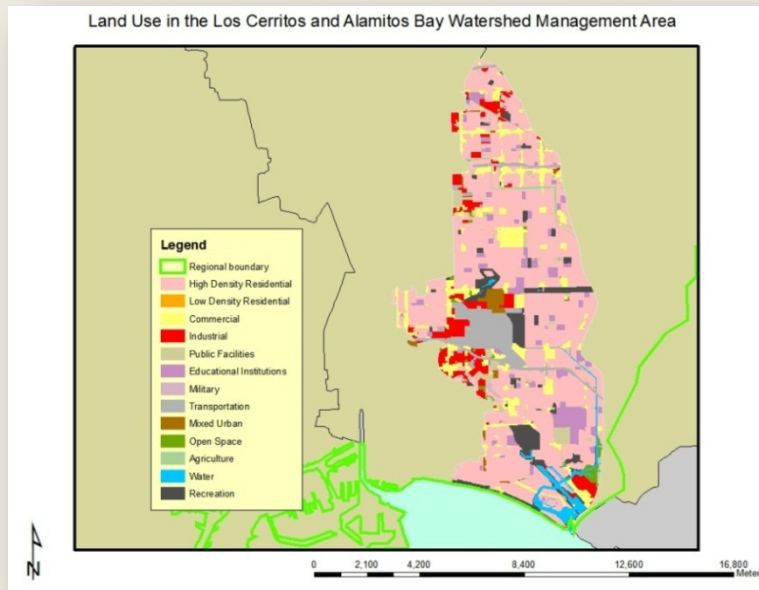 Land Use in the Los Cerritos and Alamitos Bay Watershed Management Area
Legend
Regional boundary
High Density Residential
Low Density Residential
Commercial
Industrial
Public Facilities
Educational Institutions
Military
Transportation
Mixed Urban
Open Space
Agriculture
Water
Recreation
N
0 2,100 4,200 8,400 12,600 16,800